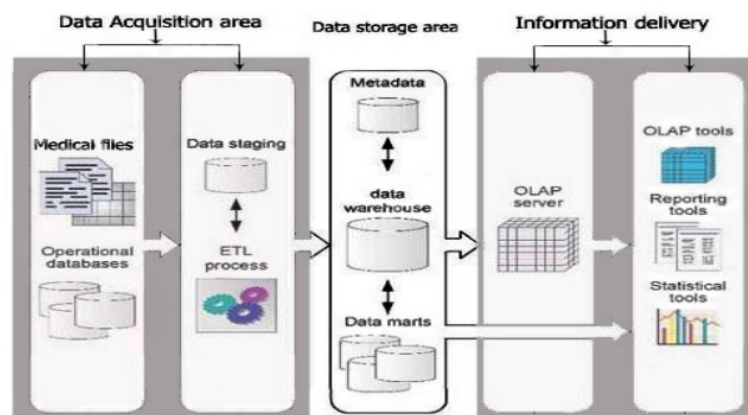 Data Acquisition area
Data storage area
Information delivery
Medical files
Operational
databases
Data staging
ETL
process
Metadata
data
warehouse
Data marts
OLAP
server
OLAP tools
Reporting
tools
Statistical
tools